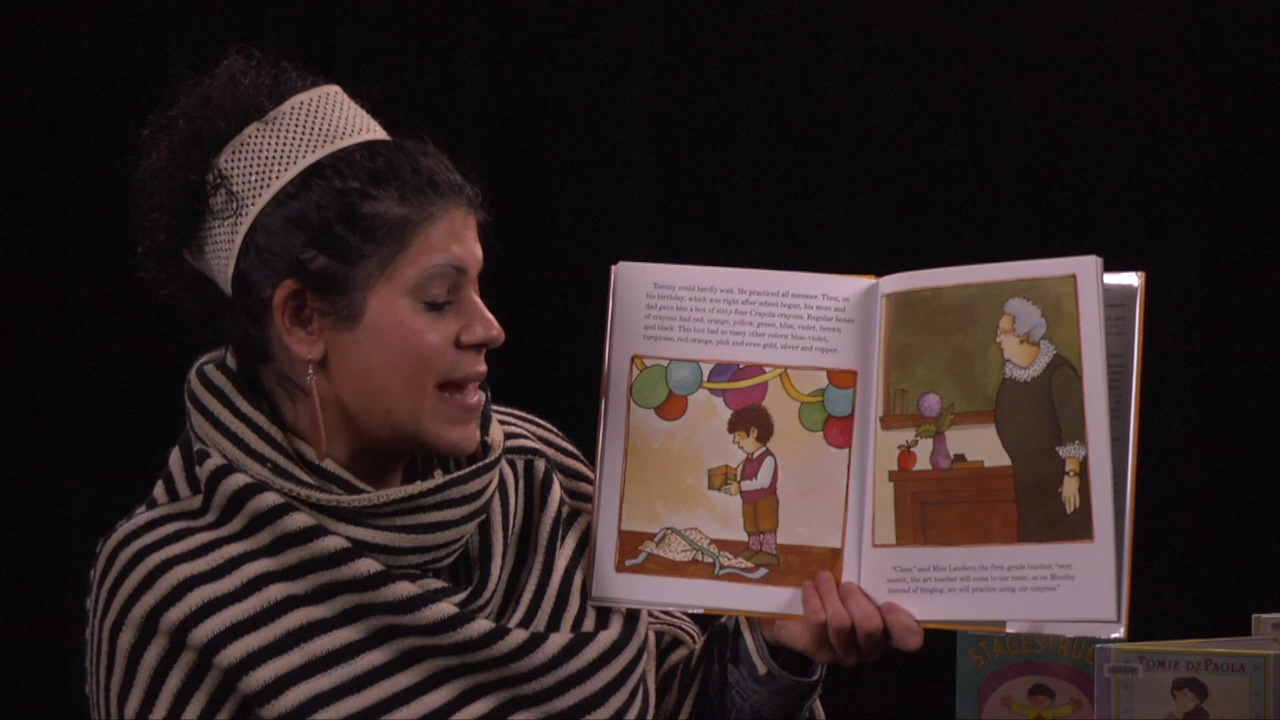 Tommy could hardly wait. He practiced all summer. Then, on
his birthday, which was right after school began, his mom and
dad gave him a box of sixty-four Crayola crayons. Regular boxes
of crayons had red, orange, yellow, green, blue, violet, brown
and black. This box had so many other colors: blue-violet,
turquoise, red-orange, pink and even gold, silver and copper.
"Class," said Miss Landers, the first-grade teacher, "next
month, the art teacher will come to our room, so on Monday
instead of Singing, we will practice using our crayons."
STAGESTRUC
TOMIE DEPAOLA